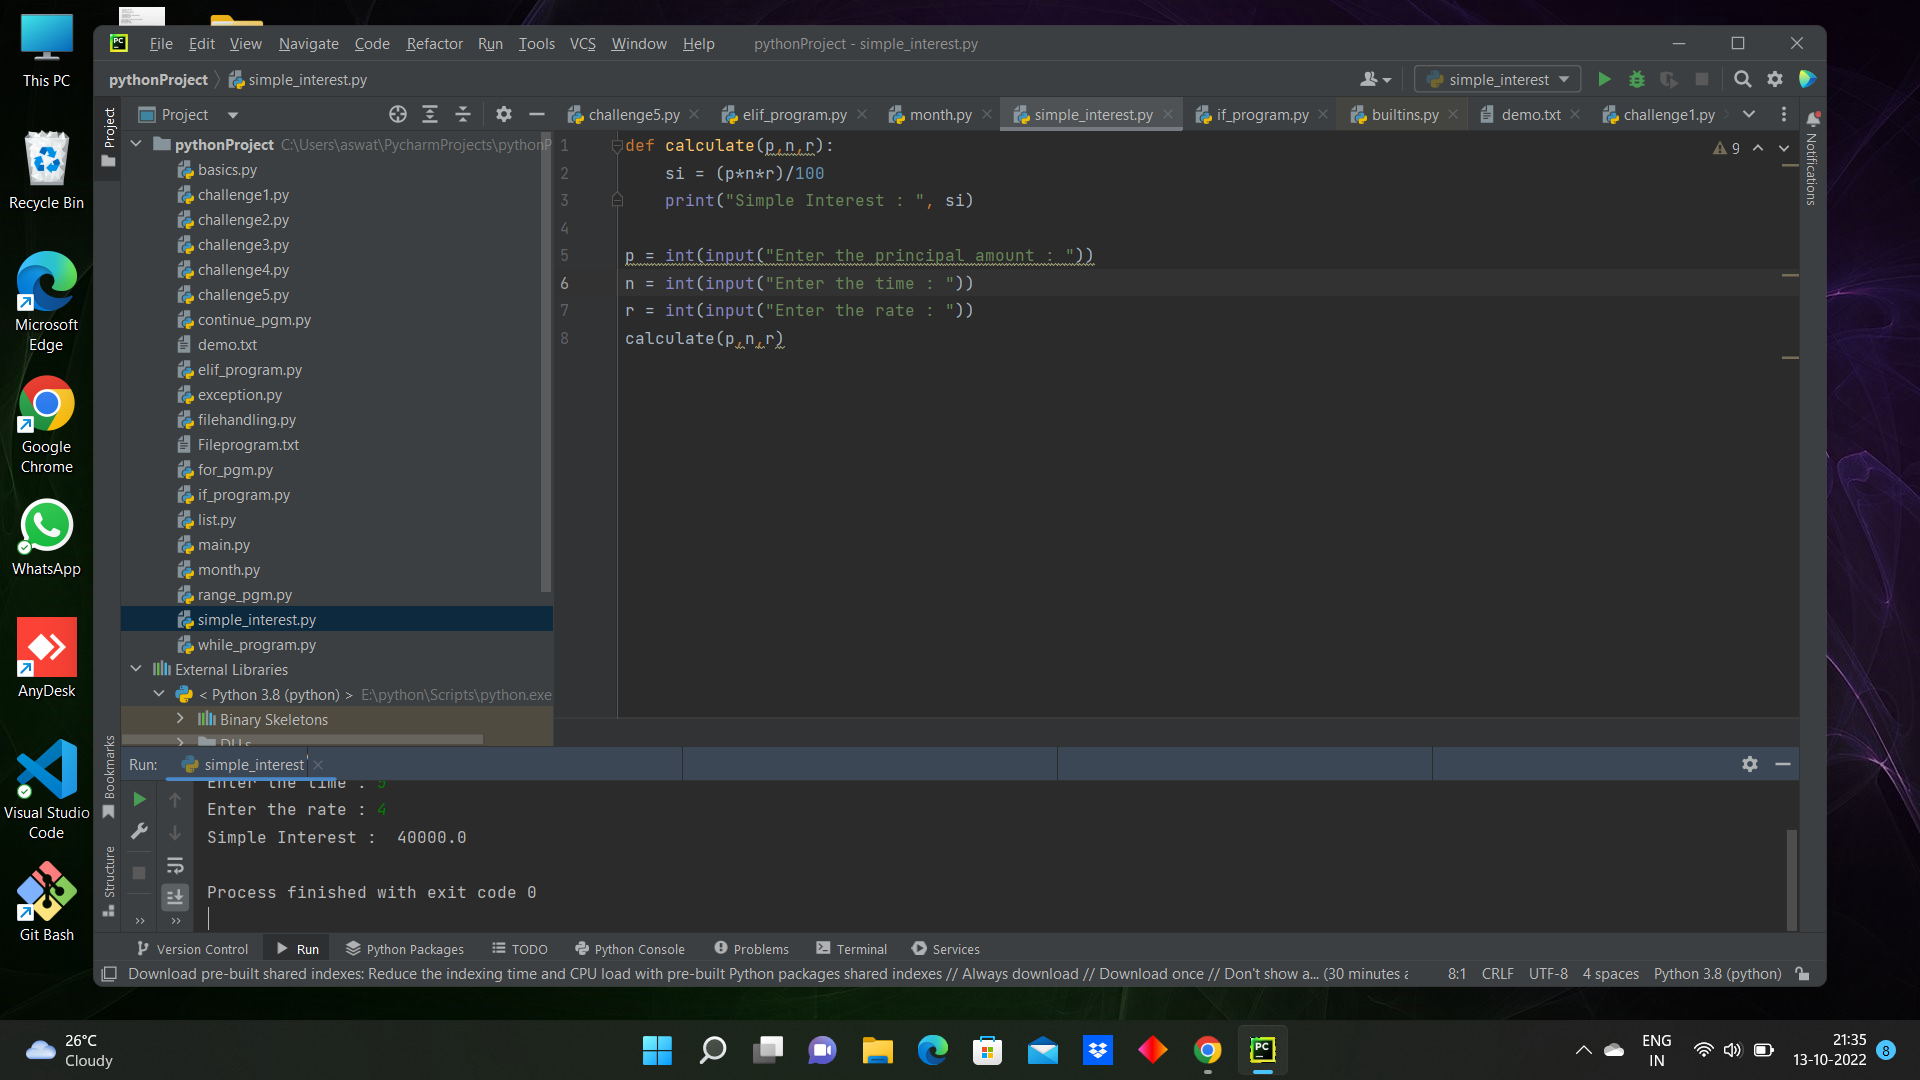 This PC
Recycle Bin
Microsoft
Edge
Google
Chrome
WhatsApp
AnyDesk
Visual Studio
Code
Git Bash
File Edit View Navigate Code Refactor Run Tools VCS Window Help pythonProject - simple_interest.py
pythonProject simple_interest.py
simple_interest
Project
Project
challenge5.py elif_program.py month.py simple_interest.py if_program.py builtins.py demo.txt challenge1.py
Notifications
pythonProject C:\Users\aswat\PycharmProjects\pythonP
basics.py
challenge1.py
challenge2.py
challenge3.py
challenge4.py
challenge5.py
continue_pgm.py
demo.txt
elif_program.py
exception.py
filehandling.py
Fileprogram.txt
for_pgm.py
if_program.py
list.py
main.py
month.py
range_pgm.py
simple_interest.py
while_program.py
External Libraries
< Python 3.8 (python) > E:\python\Scripts\python.exe
Binary Skeletons
DLLs
9
1 def calculate(p,n,r):
2 si = (p*n*r)/100
3 print("Simple Interest : ", si)
4
5 p = int(input("Enter the principal amount : "))
6 n = int(input("Enter the time : "))
7 r = int(input("Enter the rate : "))
8 calculate(p,n,r)
Bookmarks
Structure
Run: simple_interest
Enter the time : 5
Enter the rate : 4
Simple Interest :  40000.0
Process finished with exit code 0
Version Control Run Python Packages TODO Python Console Problems Terminal Services
Download pre-built shared indexes: Reduce the indexing time and CPU load with pre-built Python packages shared indexes // Always download // Download once // Don't show a... (30 minutes a 8:1 CRLF UTF-8 4 spaces Python 3.8 (python)
26°C
Cloudy
ENG
IN
21:35
13-10-2022
8